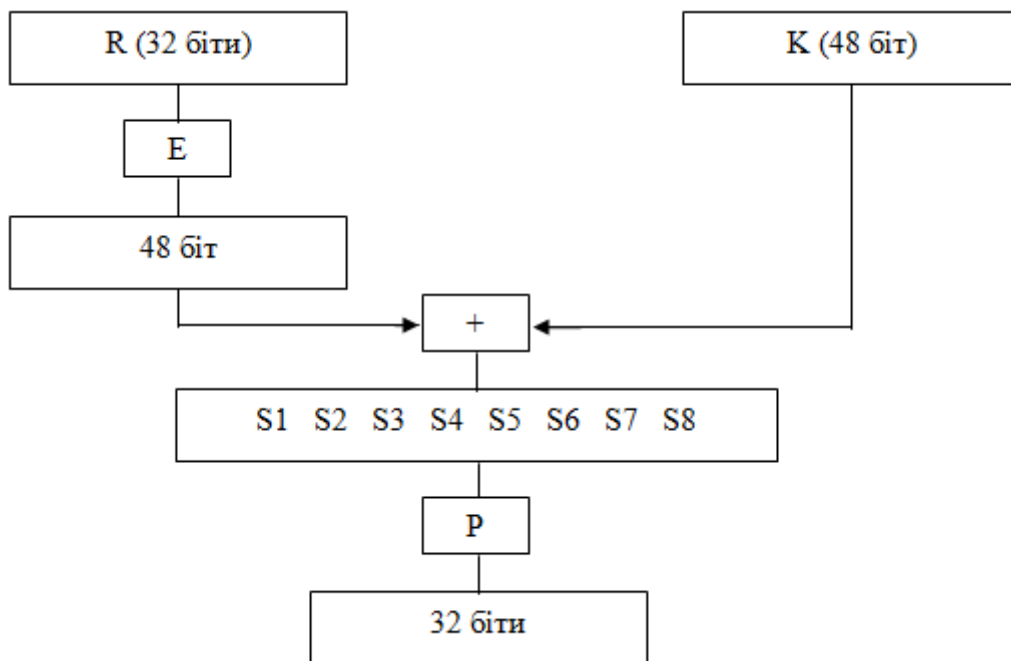 R (32 біти)
K (48 біт)
E
48 біт
+
S1 S2 S3 S4 S5 S6 S7 S8
P
32 біти